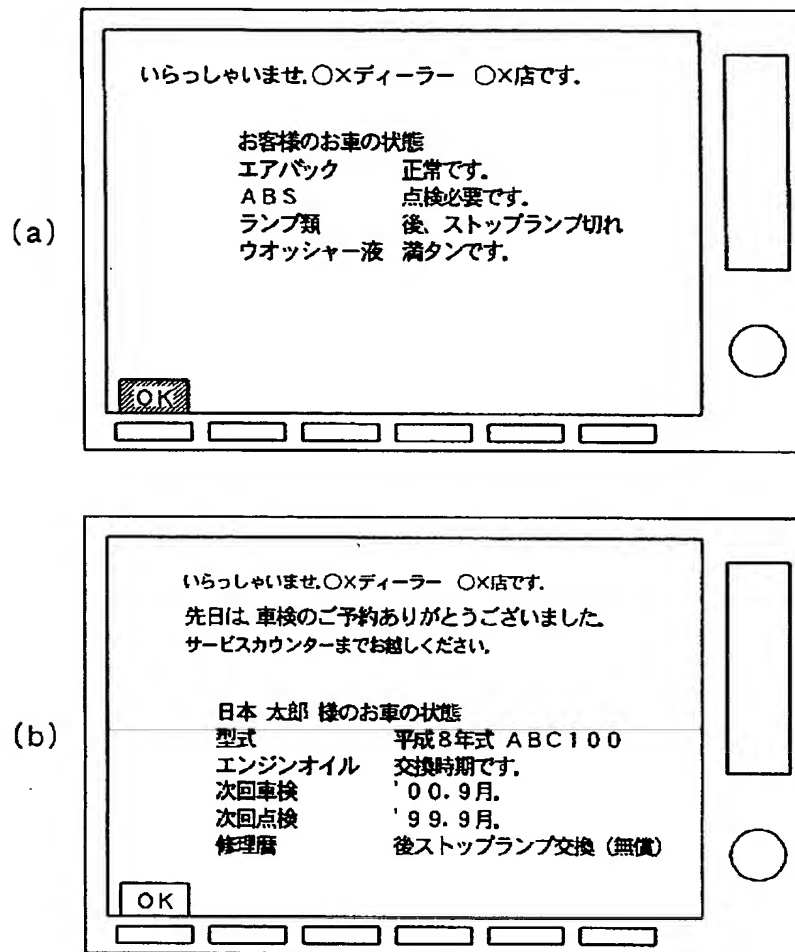 (a)
いらっしゃいませ.○×ディーラー ○×店です.
お客様のお車の状態
エアバック 正常です.
ABS 点検必要です.
ランプ類 後、ストップランプ切れ
ウオッシャー液 満タンです.
OK
(b)
いらっしゃいませ.○×ディーラー ○×店です.
先日は、車検のご予約ありがとうございました.
サービスカウンターまでお越しください.
日本 太郎 様のお車の状態
型式 平成8年式 ABC100
エンジンオイル 交換時期です.
次回車検 '00.9月.
次回点検 '99.9月.
修理暦 後ストップランプ交換(無償)
OK